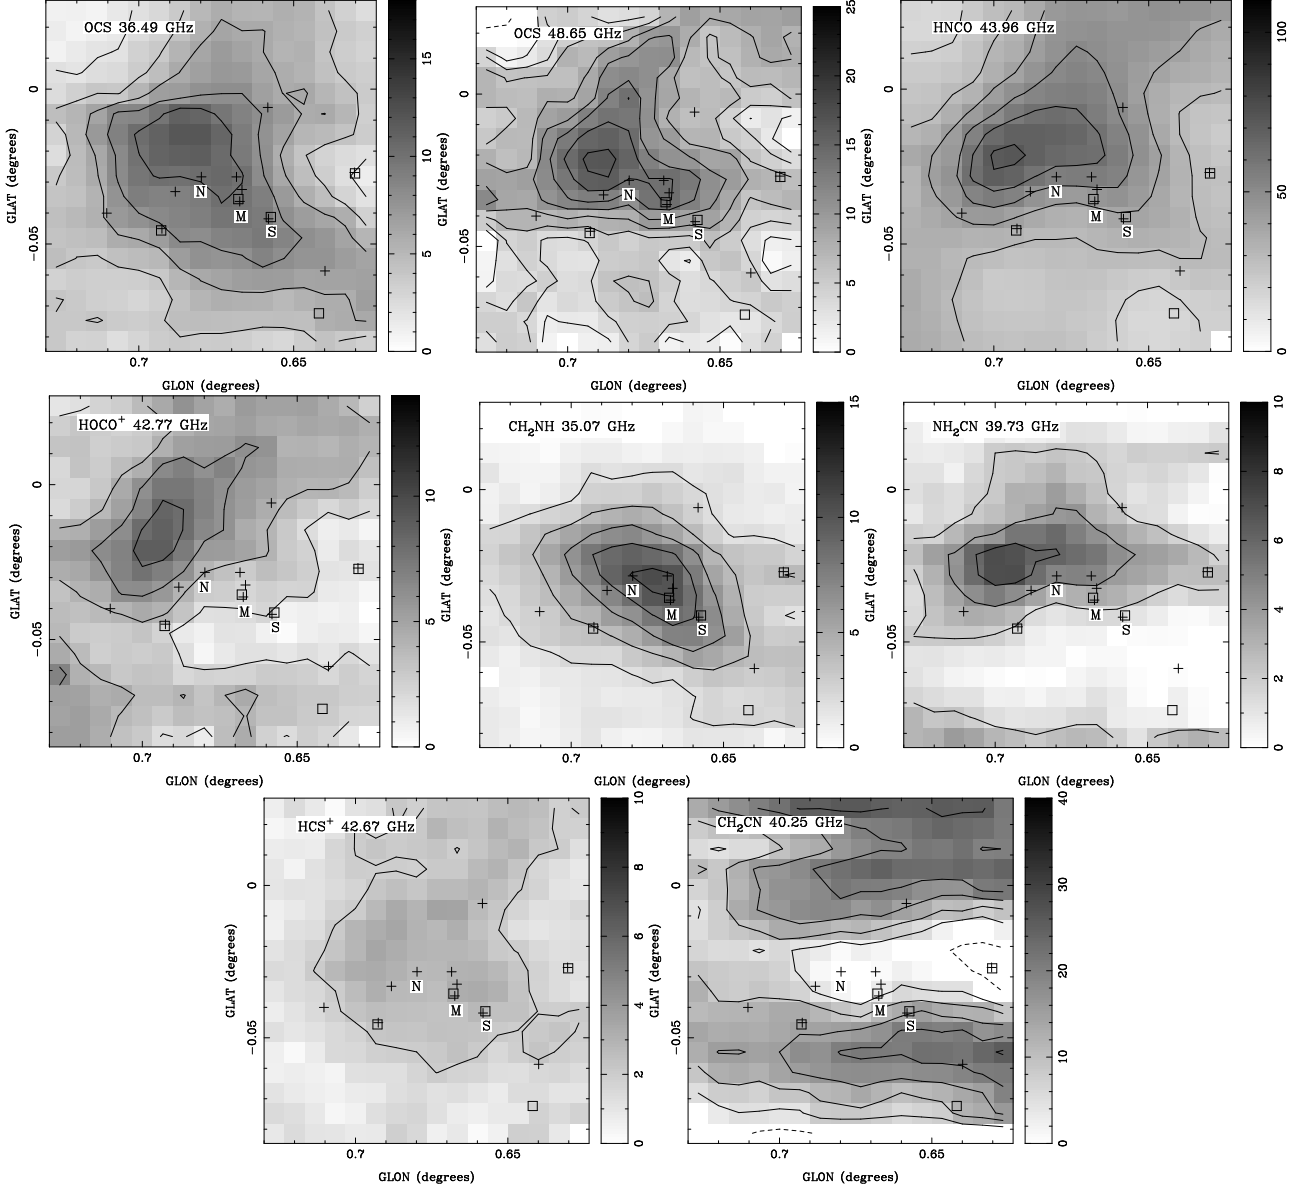 OCS 36.49 GHz
0
−0.05
GLAT (degrees)
N
M
S
0.7 0.65
GLON (degrees)
0 5 10 15
OCS 48.65 GHz
0
−0.05
GLAT (degrees)
N
M
S
0.7 0.65
GLON (degrees)
0 5 10 15 20 25
HNCO 43.96 GHz
0
−0.05
GLAT (degrees)
N
M
S
0.7 0.65
GLON (degrees)
0 50 100
HOCO⁺ 42.77 GHz
0
−0.05
GLAT (degrees)
N
M
S
0.7 0.65
GLON (degrees)
0 5 10
CH₂NH 35.07 GHz
0
−0.05
GLAT (degrees)
N
M
S
0.7 0.65
GLON (degrees)
0 5 10 15
NH₂CN 39.73 GHz
0
−0.05
GLAT (degrees)
N
M
S
0.7 0.65
GLON (degrees)
0 2 4 6 8 10
HCS⁺ 42.67 GHz
0
−0.05
GLAT (degrees)
N
M
S
0.7 0.65
GLON (degrees)
0 2 4 6 8 10
CH₂CN 40.25 GHz
0
−0.05
GLAT (degrees)
N
M
S
0.7 0.65
GLON (degrees)
0 10 20 30 40